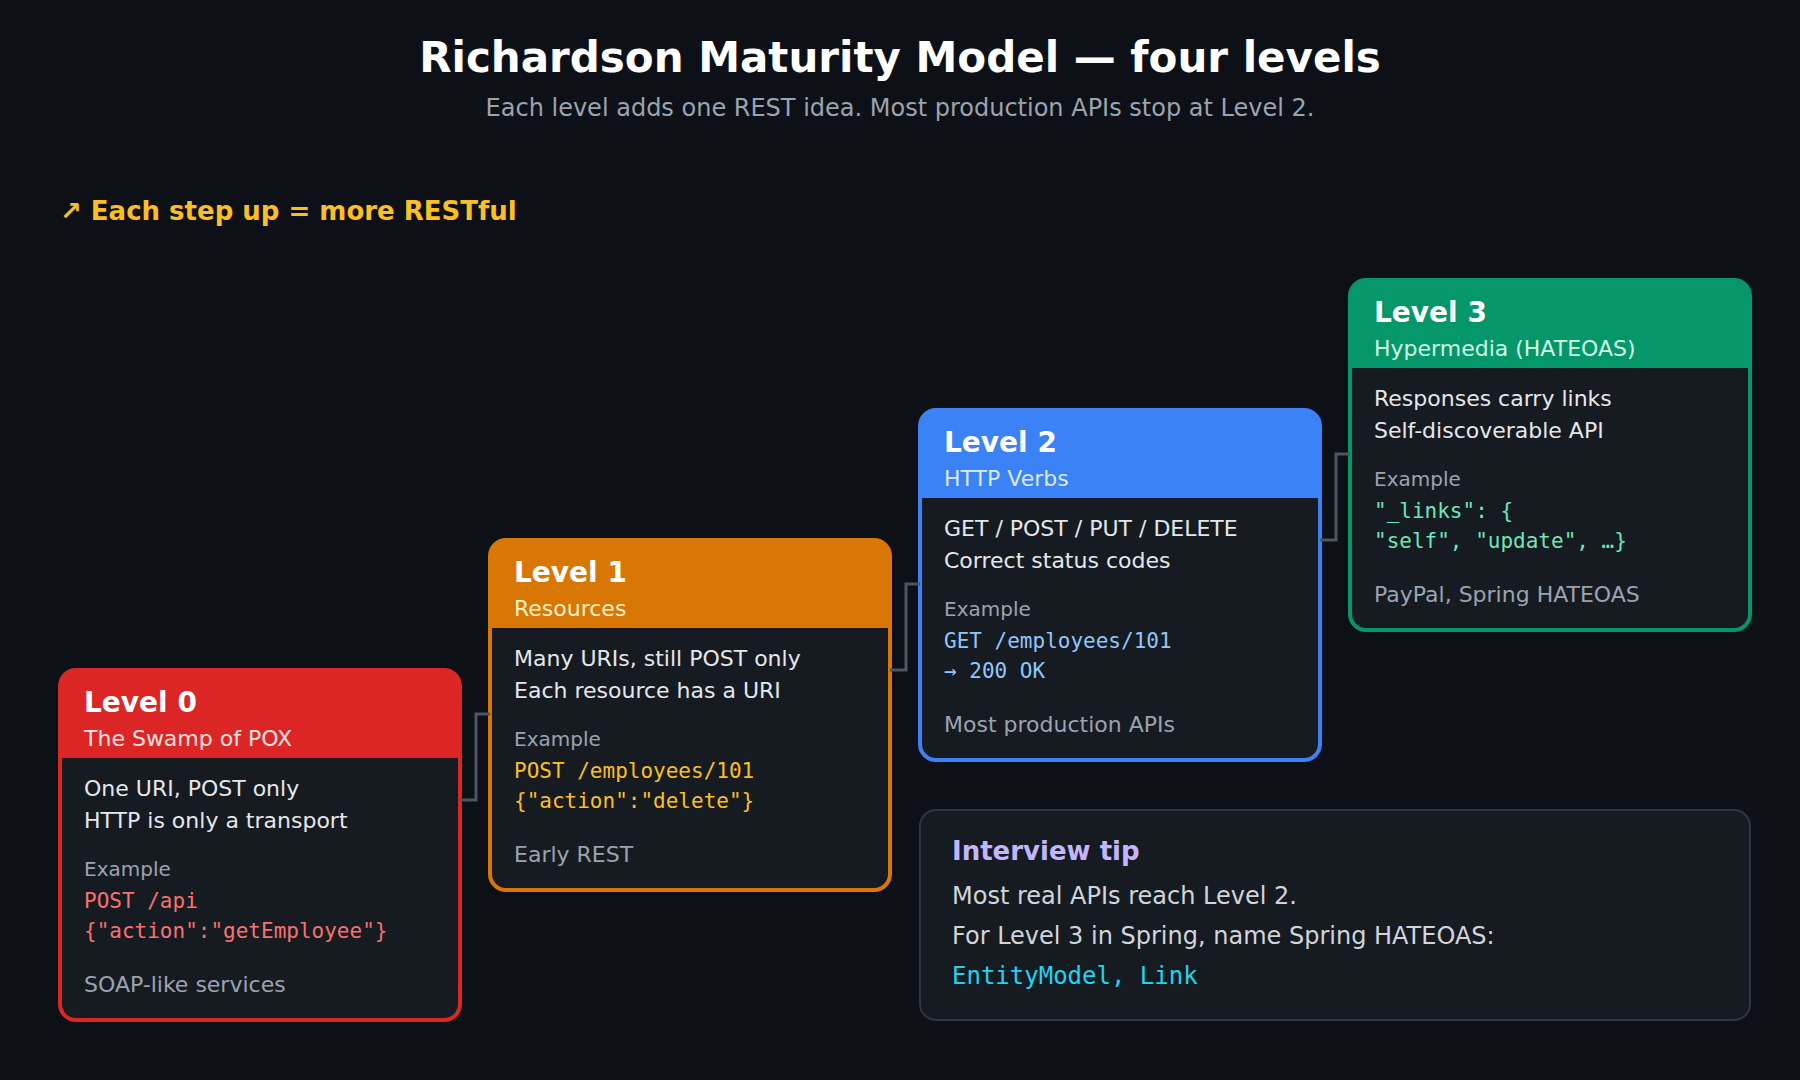 Richardson Maturity Model — four levels
Each level adds one REST idea. Most production APIs stop at Level 2.
↗ Each step up = more RESTful
Level 0
The Swamp of POX
One URI, POST only
HTTP is only a transport
Example
POST /api
{"action":"getEmployee"}
SOAP-like services
Level 1
Resources
Many URIs, still POST only
Each resource has a URI
Example
POST /employees/101
{"action":"delete"}
Early REST
Level 2
HTTP Verbs
GET / POST / PUT / DELETE
Correct status codes
Example
GET /employees/101
→ 200 OK
Most production APIs
Level 3
Hypermedia (HATEOAS)
Responses carry links
Self-discoverable API
Example
"_links": {
"self", "update", …}
PayPal, Spring HATEOAS
Interview tip
Most real APIs reach Level 2.
For Level 3 in Spring, name Spring HATEOAS:
EntityModel, Link